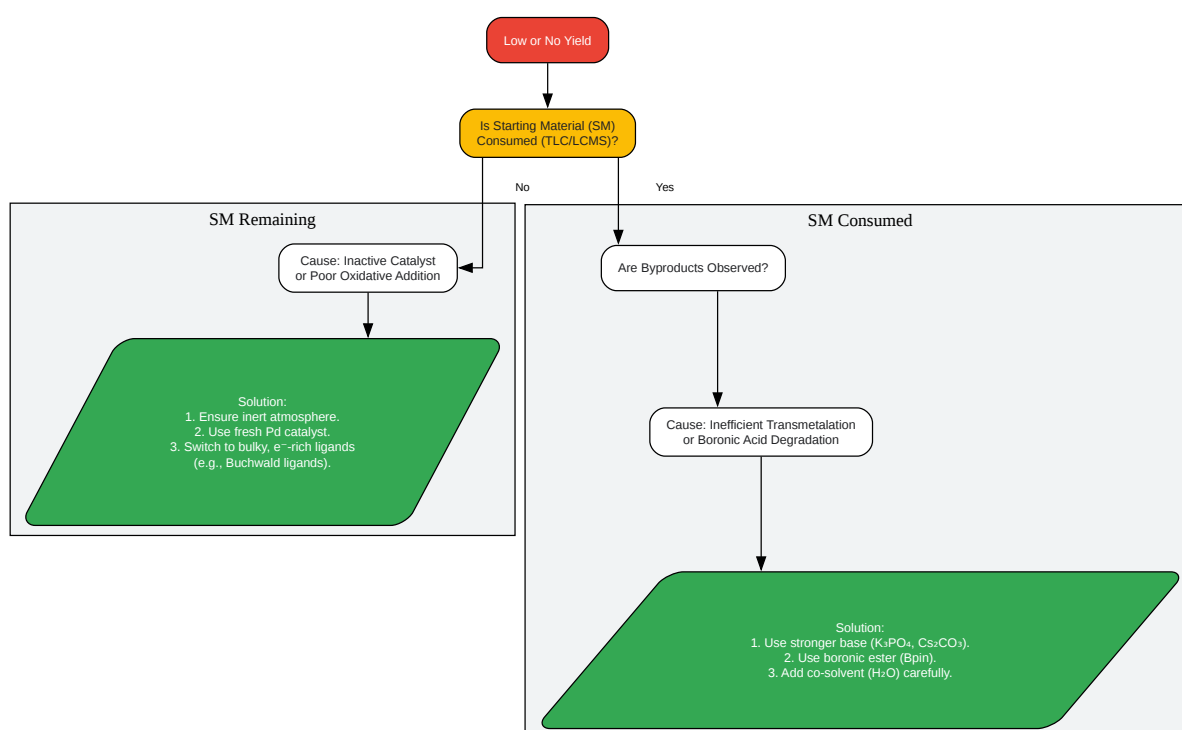 Low or No Yield
Is Starting Material (SM)
Consumed (TLC/LCMS)?
No
Yes
SM Remaining
Cause: Inactive Catalyst
or Poor Oxidative Addition
Solution:
1. Ensure inert atmosphere.
2. Use fresh Pd catalyst.
3. Switch to bulky, e⁻-rich ligands
(e.g., Buchwald ligands).
SM Consumed
Are Byproducts Observed?
Cause: Inefficient Transmetalation
or Boronic Acid Degradation
Solution:
1. Use stronger base (K₃PO₄, Cs₂CO₃).
2. Use boronic ester (Bpin).
3. Add co-solvent (H₂O) carefully.